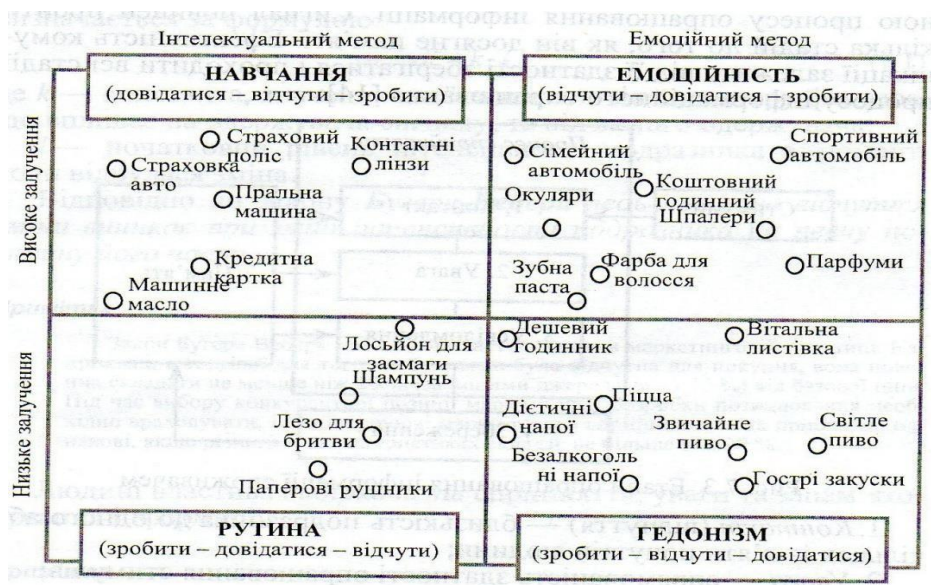 Інтелектуальний метод
Емоційний метод
НАВЧАННЯ
(довідатися – відчути – зробити)
ЕМОЦІЙНІСТЬ
(відчути – довідатися – зробити)
Високе залучення
Страховий
поліс
Страховка
авто
Контактні
лінзи
Пральна
машина
Кредитна
картка
Машинне
масло
Сімейний
автомобіль
Спортивний
автомобіль
Коштовний
годинний
Окуляри
Шпалери
Зубна
паста
Фарба для
волосся
Парфуми
Низьке залучення
Лосьйон для
засмаги
Шампунь
Лезо для
бритви
Паперові рушники
Дешевий
годинник
Вітальна
листівка
Піцца
Дієтичні
напої
Звичайне
пиво
Світле
пиво
Безалкоголь
ні напої
Гострі закуски
РУТИНА
(зробити – довідатися – відчути)
ГЕДОНІЗМ
(зробити – відчути – довідатися)